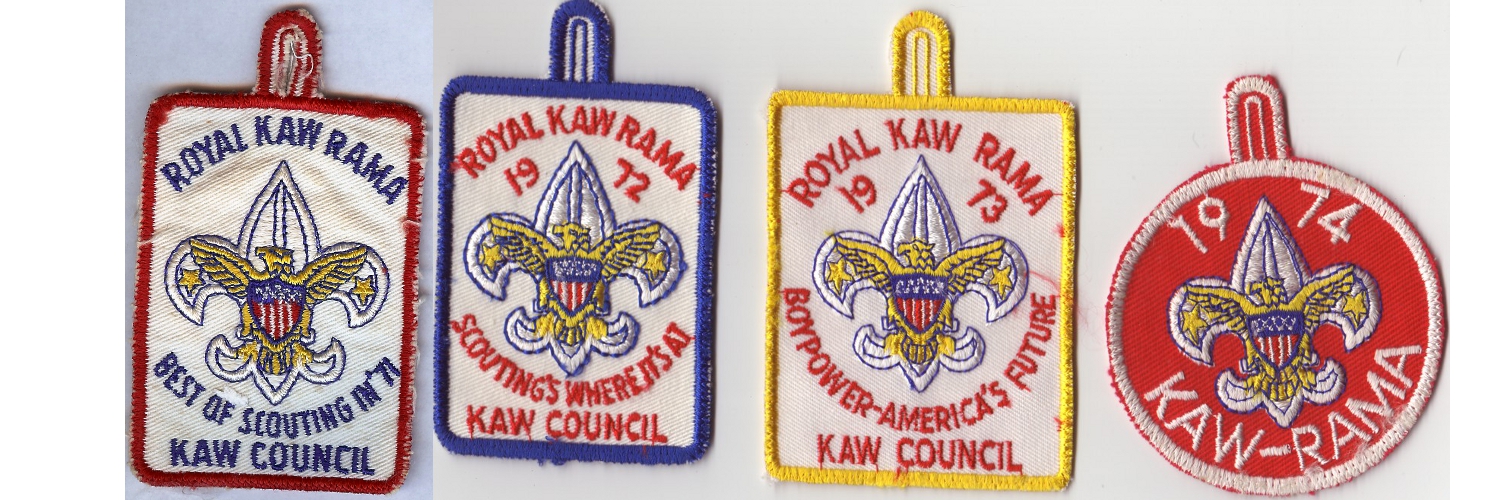 ROYAL KAW RAMA
BEST OF SCOUTING IN '71
KAW COUNCIL
ROYAL KAW RAMA
19 72
SCOUTING'S WHERE IT'S AT
KAW COUNCIL
ROYAL KAW RAMA
19 73
BOYPOWER-AMERICA'S FUTURE
KAW COUNCIL
19 74
KAW-RAMA